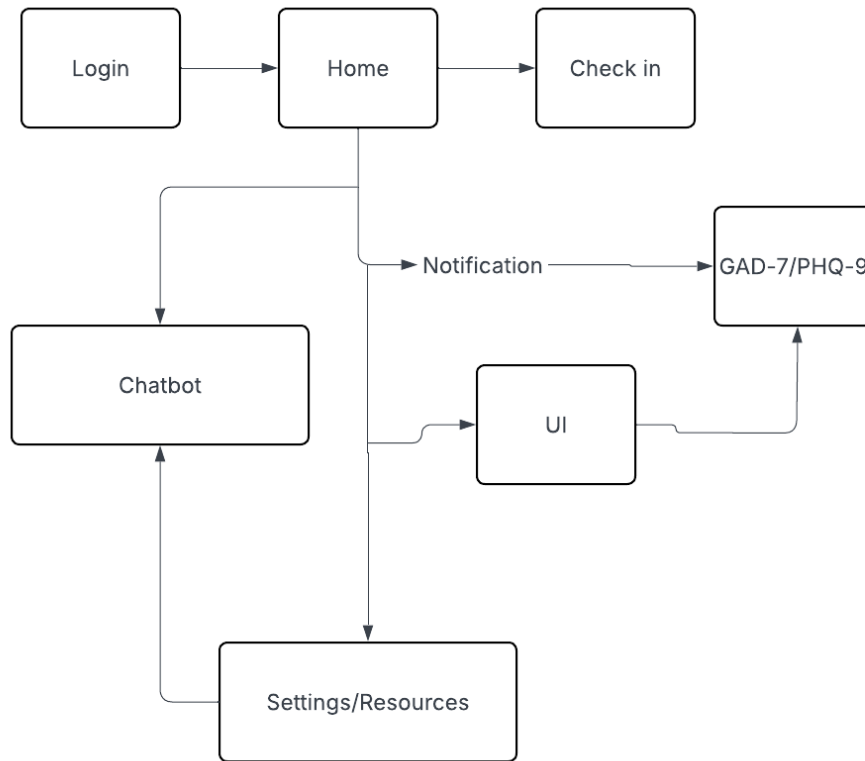 Login
Home
Check in
Notification
GAD-7/PHQ-9
Chatbot
UI
Settings/Resources